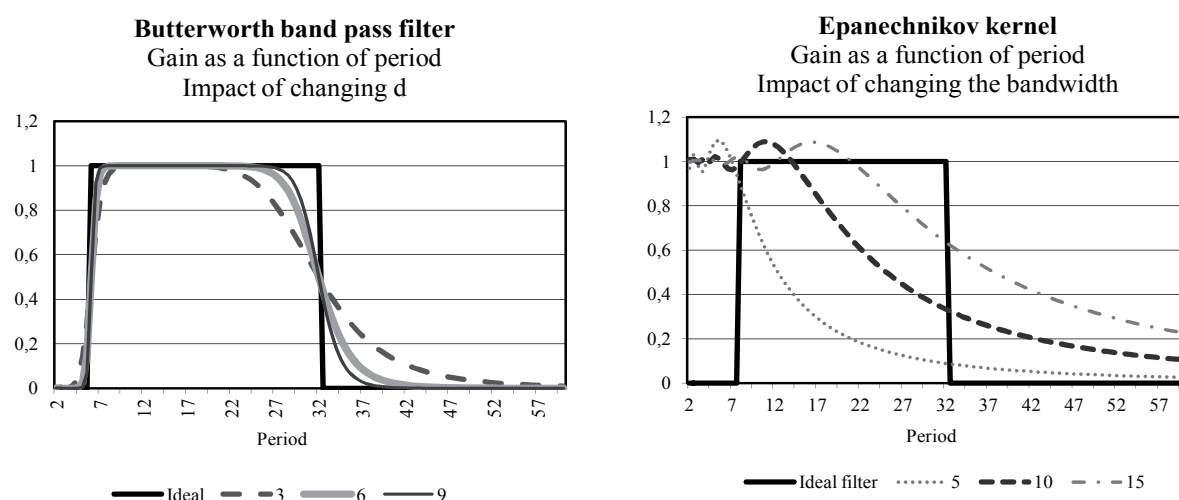 Butterworth band pass filter
Gain as a function of period
Impact of changing d
1,2
1
0,8
0,6
0,4
0,2
0
2 7 12 17 22 27 32 37 42 47 52 57
Period
Ideal 3 6 9
Epanechnikov kernel
Gain as a function of period
Impact of changing the bandwidth
1,2
1
0,8
0,6
0,4
0,2
0
2 7 12 17 22 27 32 37 42 47 52 57
Period
Ideal filter 5 10 15